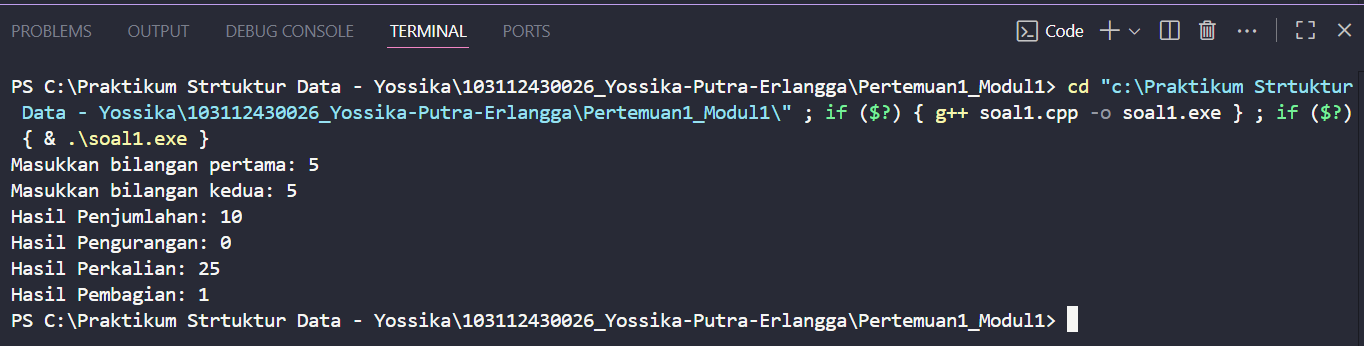 PROBLEMS OUTPUT DEBUG CONSOLE TERMINAL PORTS Code
PS C:\Praktikum Strtuktur Data - Yossika\103112430026_Yossika-Putra-Erlangga\Pertemuan1_Modul1> cd "c:\Praktikum Strtuktur
Data - Yossika\103112430026_Yossika-Putra-Erlangga\Pertemuan1_Modul1\" ; if ($?) { g++ soal1.cpp -o soal1.exe } ; if ($?)
{ & .\soal1.exe }
Masukkan bilangan pertama: 5
Masukkan bilangan kedua: 5
Hasil Penjumlahan: 10
Hasil Pengurangan: 0
Hasil Perkalian: 25
Hasil Pembagian: 1
PS C:\Praktikum Strtuktur Data - Yossika\103112430026_Yossika-Putra-Erlangga\Pertemuan1_Modul1>